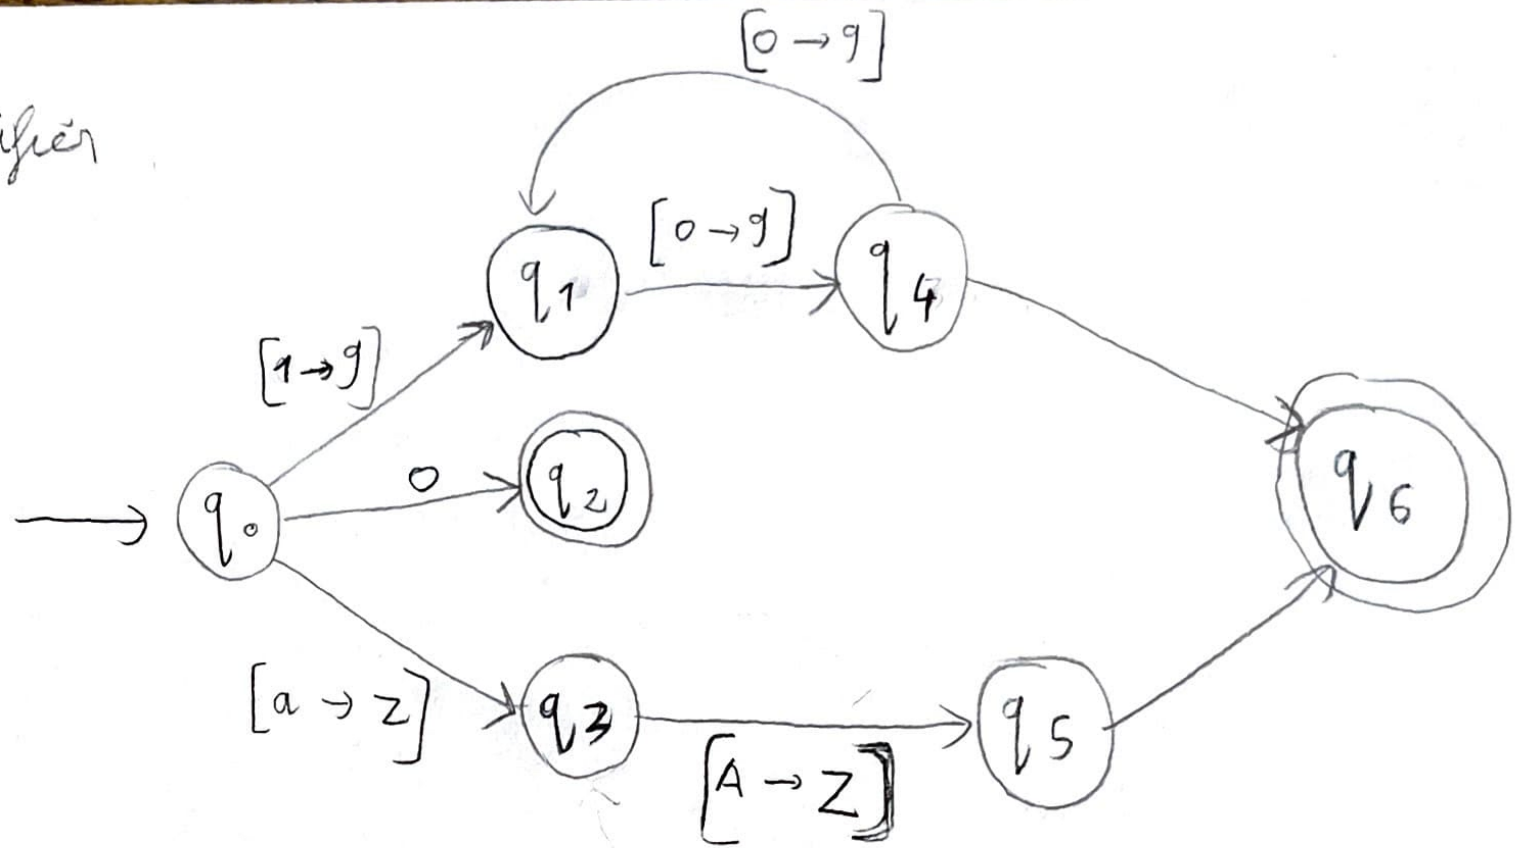 [0 → 9]
[0 → 9]
q1
q4
[1 → 9]
q6
0
q2
q0
[a → z]
q3
q5
[A → Z]